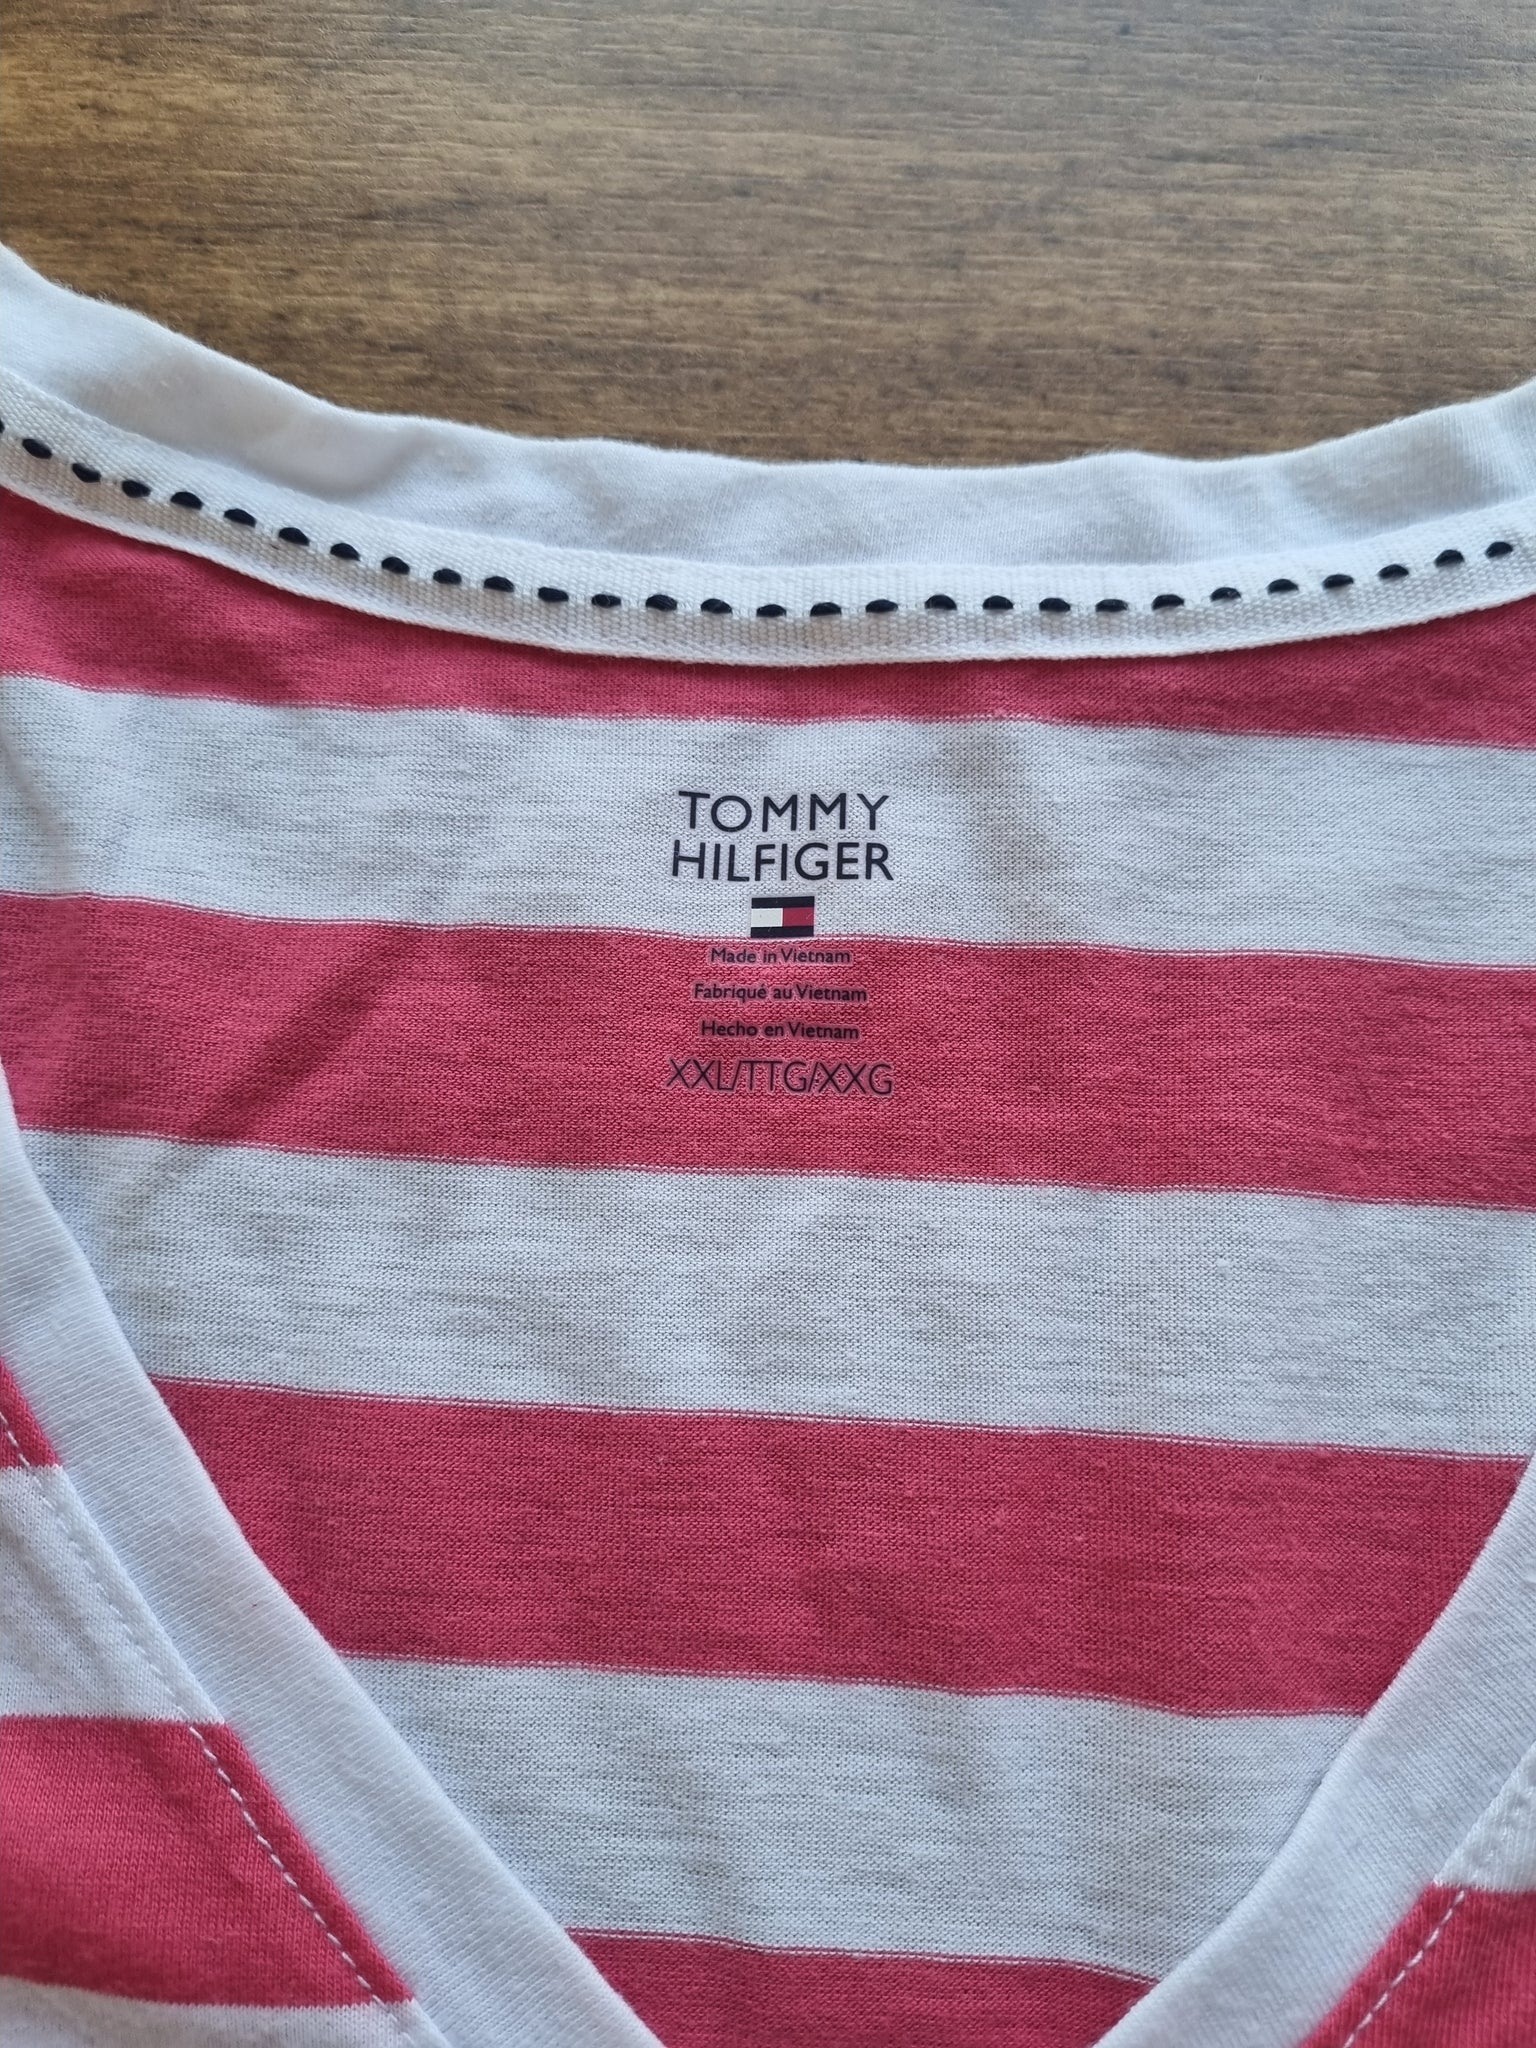 TOMMY
HILFIGER
Made in Vietnam
Fabriqué au Vietnam
Hecho en Vietnam
XXL/TTG/XXG